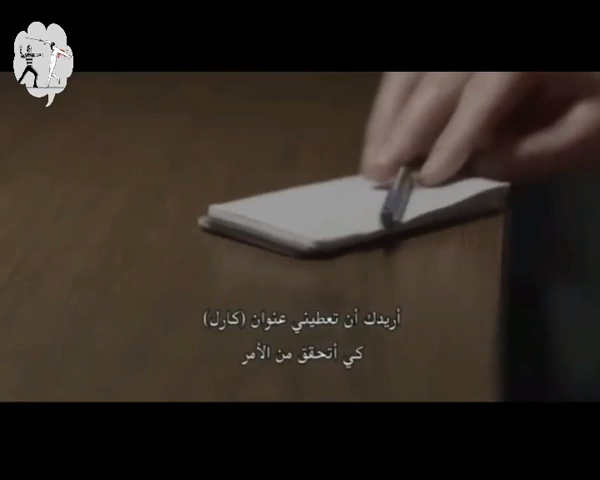 أريدك أن تعطيني عنوان (كارل)
كي أتحقق من الأمر